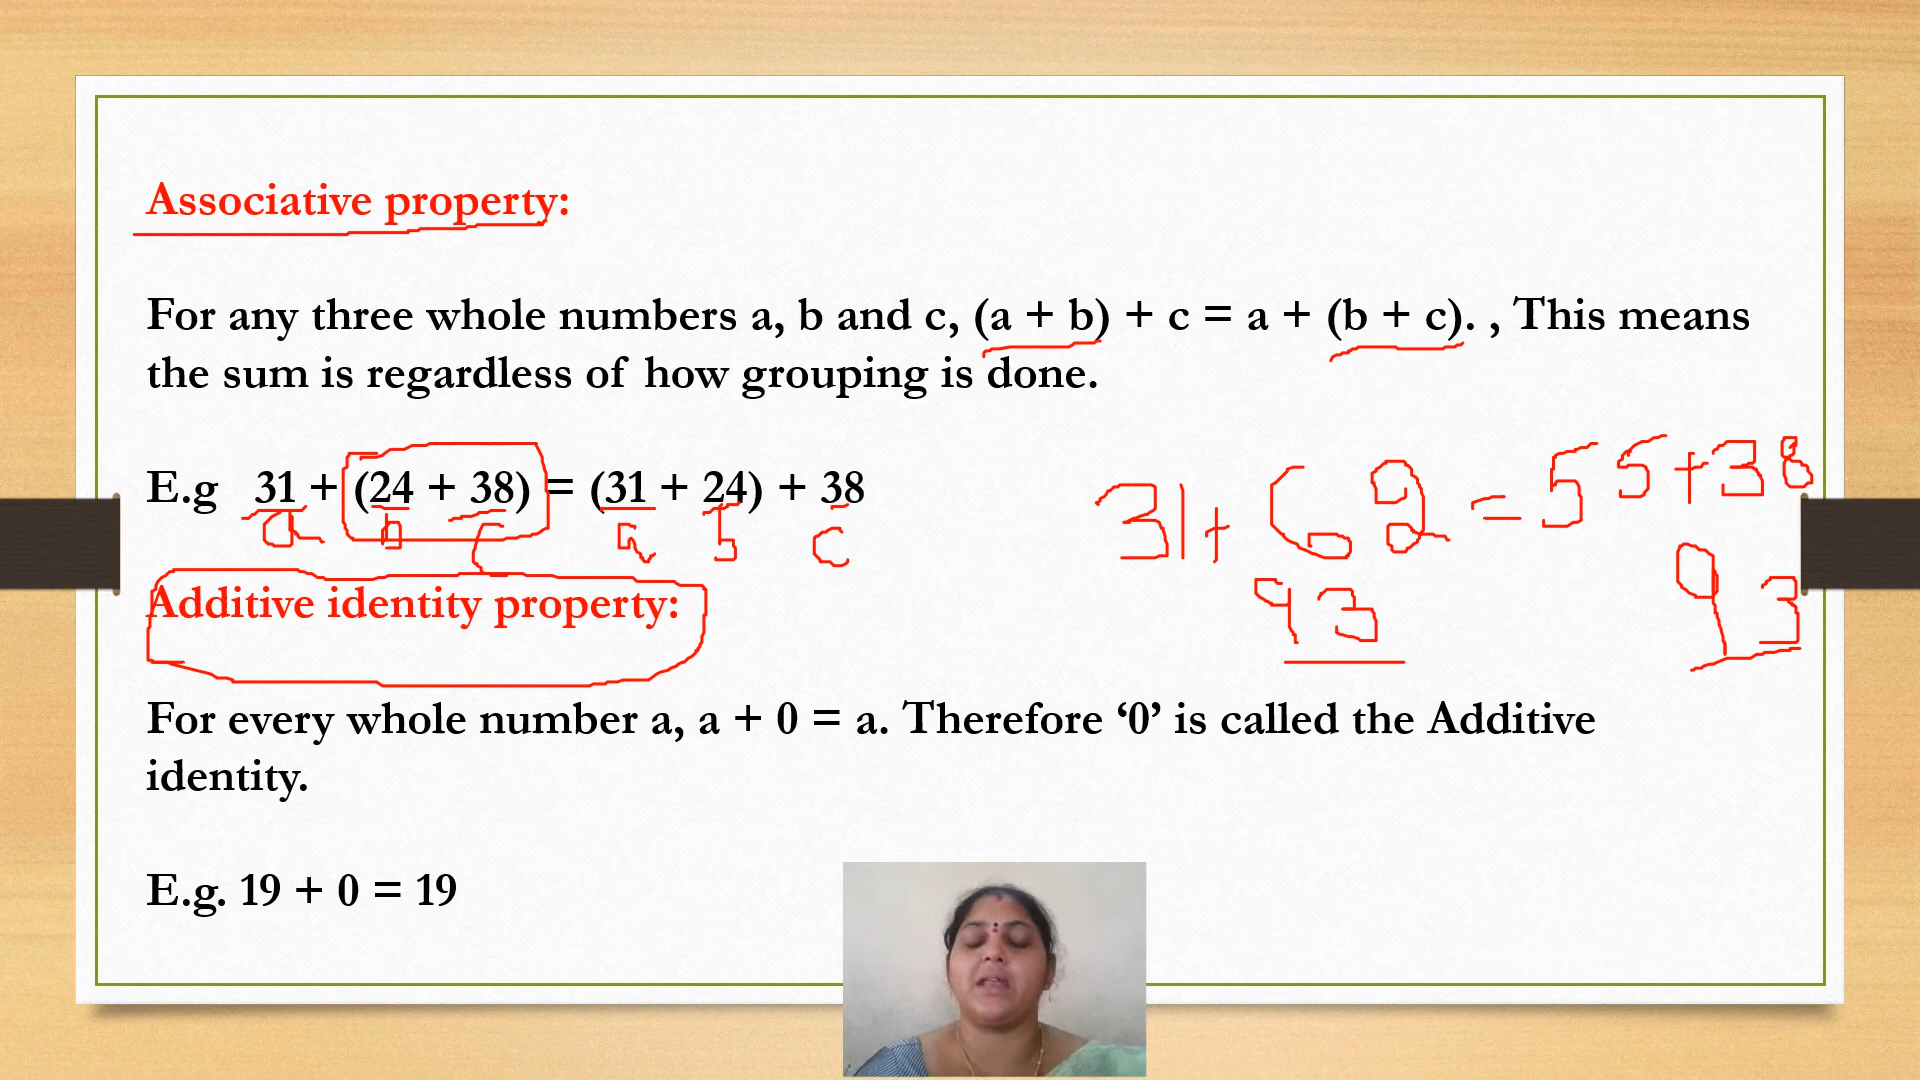 Associative property:
For any three whole numbers a, b and c, (a + b) + c = a + (b + c). , This means
the sum is regardless of how grouping is done.
E.g 31 + (24 + 38) = (31 + 24) + 38
31+ 62 = 55+38
a b c a b c
93 93
Additive identity property:
For every whole number a, a + 0 = a. Therefore ‘0’ is called the Additive
identity.
E.g. 19 + 0 = 19